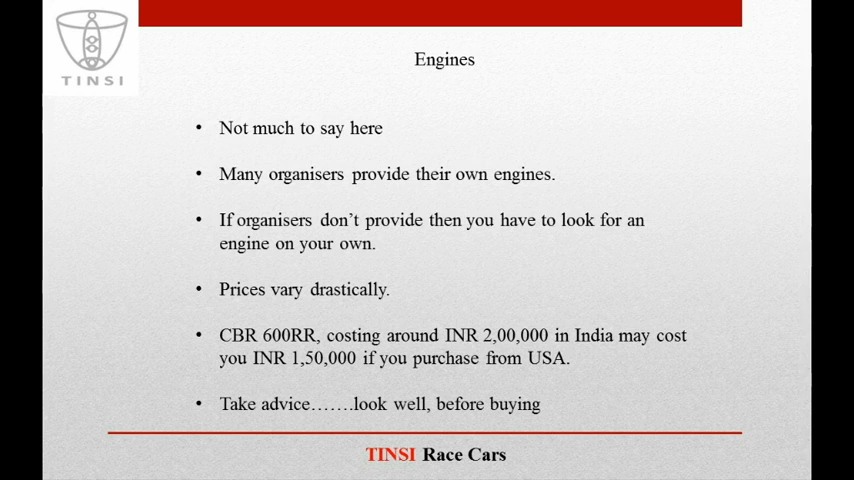 TINSI
Engines
• Not much to say here
• Many organisers provide their own engines.
• If organisers don’t provide then you have to look for an
engine on your own.
• Prices vary drastically.
• CBR 600RR, costing around INR 2,00,000 in India may cost
you INR 1,50,000 if you purchase from USA.
• Take advice…….look well, before buying
TINSI Race Cars